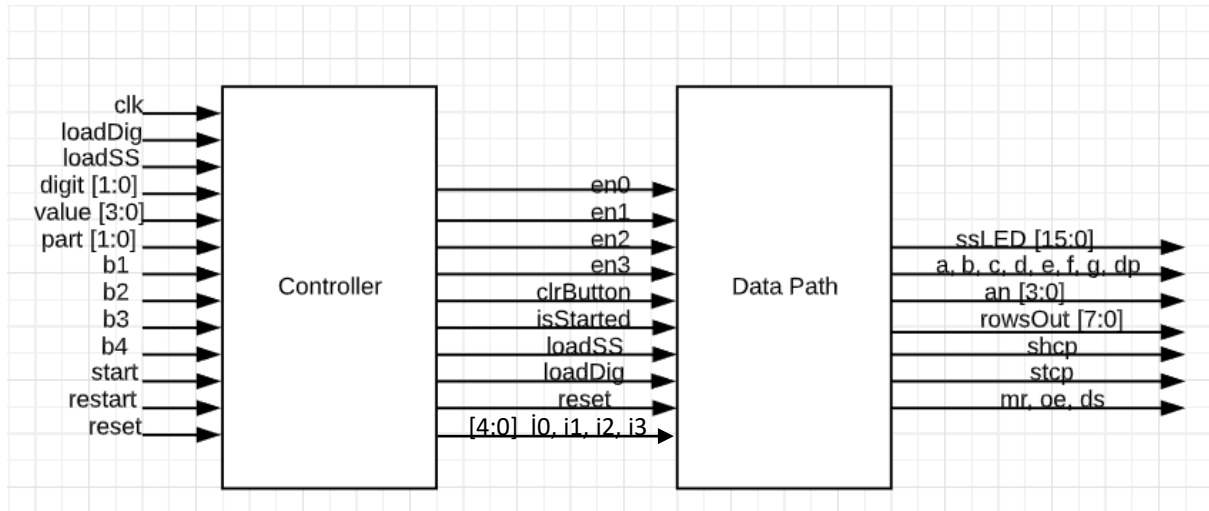 clk
loadDig
loadSS
digit [1:0]
value [3:0]
part [1:0]
b1
b2
b3
b4
start
restart
reset
Controller
en0
en1
en2
en3
clrButton
isStarted
loadSS
loadDig
reset
[4:0] i0, i1, i2, i3
Data Path
ssLED [15:0]
a, b, c, d, e, f, g, dp
an [3:0]
rowsOut [7:0]
shcp
stcp
mr, oe, ds